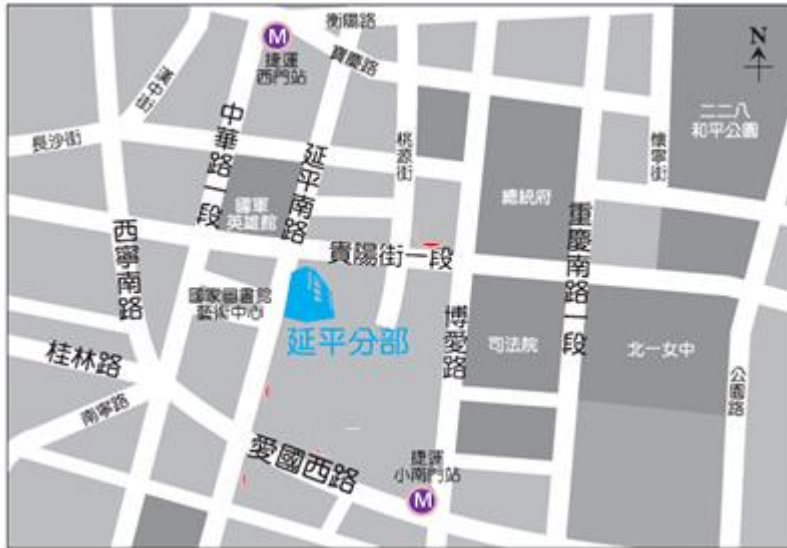 衡陽路
N
M
捷運
西門站
寶慶路
漢中街
二二八
和平公園
長沙街
中華路一段
延平南路
桃源街
懷寧街
國軍
英雄館
總統府
西寧南路
重慶南路一段
貴陽街一段
國家圖書館
藝術中心
延平分部
博愛路
司法院
北一女中
桂林路
南寧路
公園路
愛國西路
捷運
小南門站
M